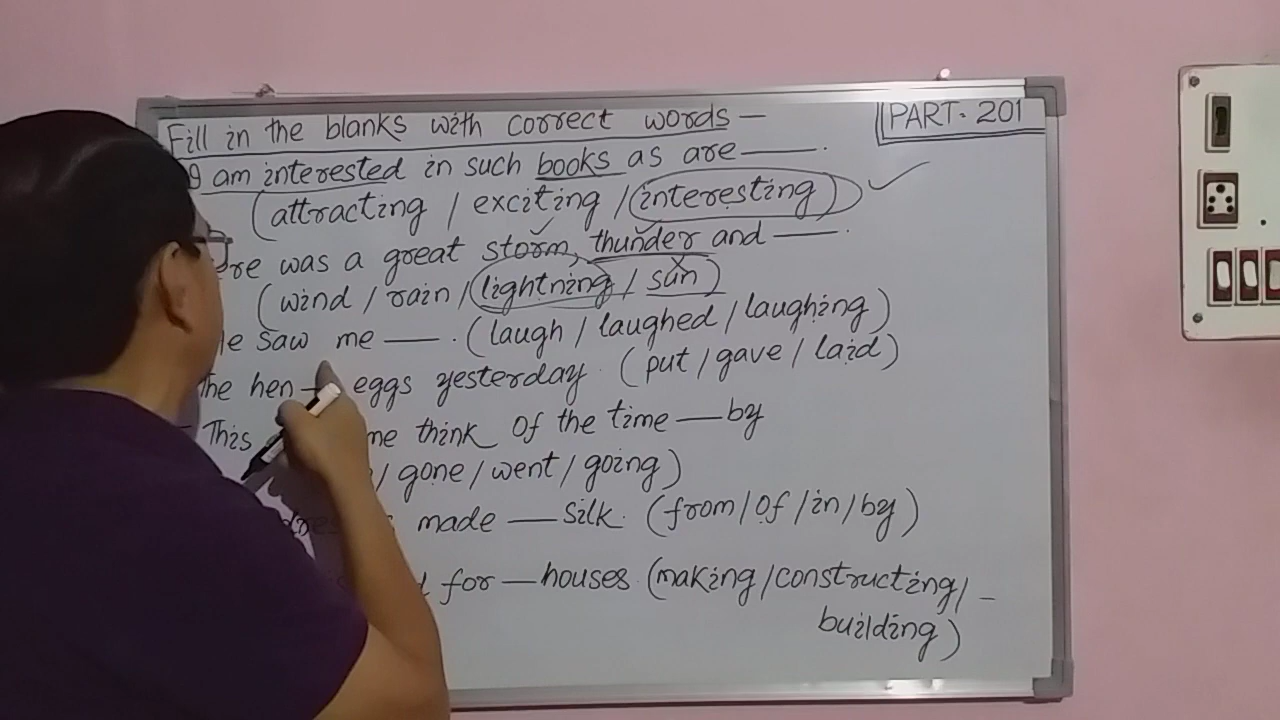 Fill in the blanks with correct words —
PART- 201
I am interested in such books as are —.
(attracting / exciting / interesting)
was a great storm, thunder and —.
(wind / rain / lightning / sun)
saw me —. (laugh / laughed / laughing)
The hen — eggs yesterday. (put / gave / laid)
This me think of the time — by
/ gone / went / going)
made — silk. (from / of / in / by)
for — houses. (making / constructing / -
building)